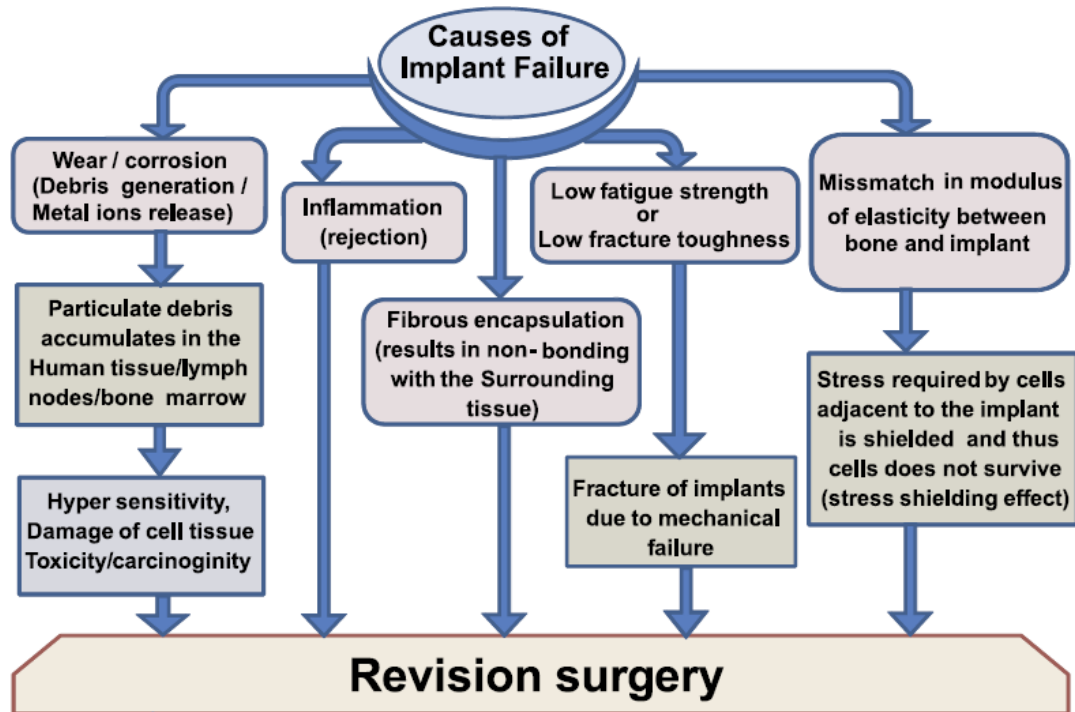 Causes of
Implant Failure
Wear / corrosion
(Debris generation /
Metal ions release)
Inflammation
(rejection)
Low fatigue strength
or
Low fracture toughness
Missmatch in modulus
of elasticity between
bone and implant
Particulate debris
accumulates in the
Human tissue/lymph
nodes/bone marrow
Fibrous encapsulation
(results in non-bonding
with the Surrounding
tissue)
Stress required by cells
adjacent to the implant
is shielded and thus
cells does not survive
(stress shielding effect)
Hyper sensitivity,
Damage of cell tissue
Toxicity/carcinoginity
Fracture of implants
due to mechanical
failure
Revision surgery